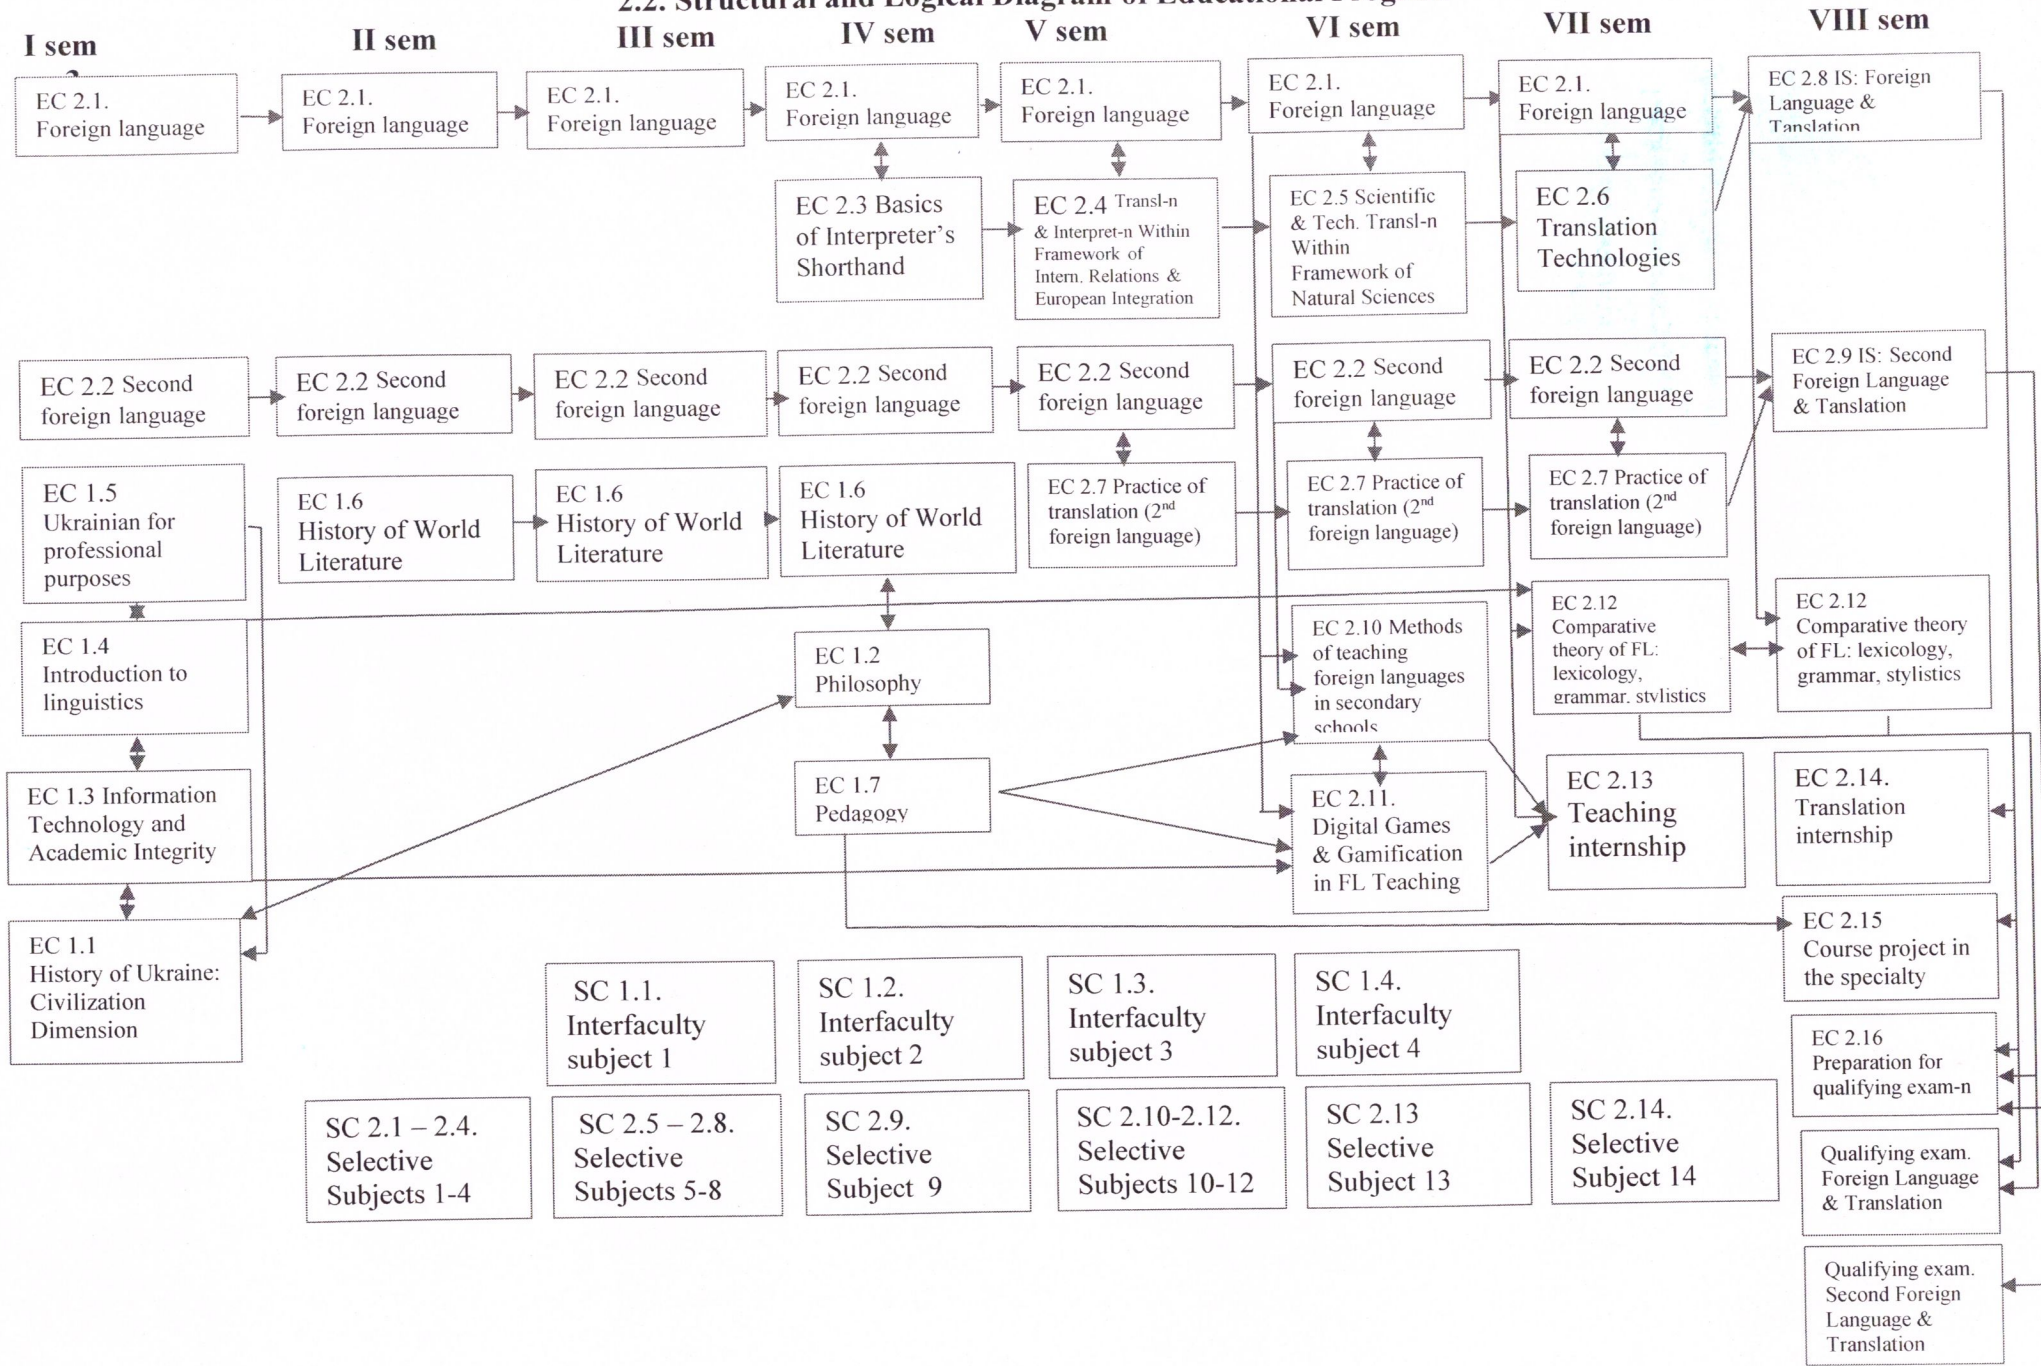 2.2. Structural and Logical Diagram of Educational
I sem
II sem
III sem
IV sem
V sem
VI sem
VII sem
VIII sem
EC 2.1.
Foreign language
EC 2.1.
Foreign language
EC 2.1.
Foreign language
EC 2.1.
Foreign language
EC 2.1.
Foreign language
EC 2.1.
Foreign language
EC 2.1.
Foreign language
EC 2.8 IS: Foreign
Language &
Tanslation
EC 2.3 Basics
of Interpreter's
Shorthand
EC 2.4 Transl-n
& Interpret-n Within
Framework of
Intern. Relations &
European Integration
EC 2.5 Scientific
& Tech. Transl-n
Within
Framework of
Natural Sciences
EC 2.6
Translation
Technologies
EC 2.2 Second
foreign language
EC 2.2 Second
foreign language
EC 2.2 Second
foreign language
EC 2.2 Second
foreign language
EC 2.2 Second
foreign language
EC 2.2 Second
foreign language
EC 2.2 Second
foreign language
EC 2.9 IS: Second
Foreign Language
& Tanslation
EC 1.5
Ukrainian for
professional
purposes
EC 1.6
History of World
Literature
EC 1.6
History of World
Literature
EC 1.6
History of World
Literature
EC 2.7 Practice of
translation (2nd
foreign language)
EC 2.7 Practice of
translation (2nd
foreign language)
EC 2.7 Practice of
translation (2nd
foreign language)
EC 1.4
Introduction to
linguistics
EC 1.2
Philosophy
EC 2.10 Methods
of teaching
foreign languages
in secondary
schools
EC 2.12
Comparative
theory of FL:
lexicology,
grammar, stylistics
EC 2.12
Comparative theory
of FL: lexicology,
grammar, stylistics
EC 1.3 Information
Technology and
Academic Integrity
EC 1.7
Pedagogy
EC 2.11.
Digital Games
& Gamification
in FL Teaching
EC 2.13
Teaching
internship
EC 2.14.
Translation
internship
EC 1.1
History of Ukraine:
Civilization
Dimension
EC 2.15
Course project in
the specialty
SC 1.1.
Interfaculty
subject 1
SC 1.2.
Interfaculty
subject 2
SC 1.3.
Interfaculty
subject 3
SC 1.4.
Interfaculty
subject 4
EC 2.16
Preparation for
qualifying exam-n
SC 2.1 – 2.4.
Selective
Subjects 1-4
SC 2.5 – 2.8.
Selective
Subjects 5-8
SC 2.9.
Selective
Subject 9
SC 2.10-2.12.
Selective
Subjects 10-12
SC 2.13
Selective
Subject 13
SC 2.14.
Selective
Subject 14
Qualifying exam.
Foreign Language
& Translation
Qualifying exam.
Second Foreign
Language &
Translation